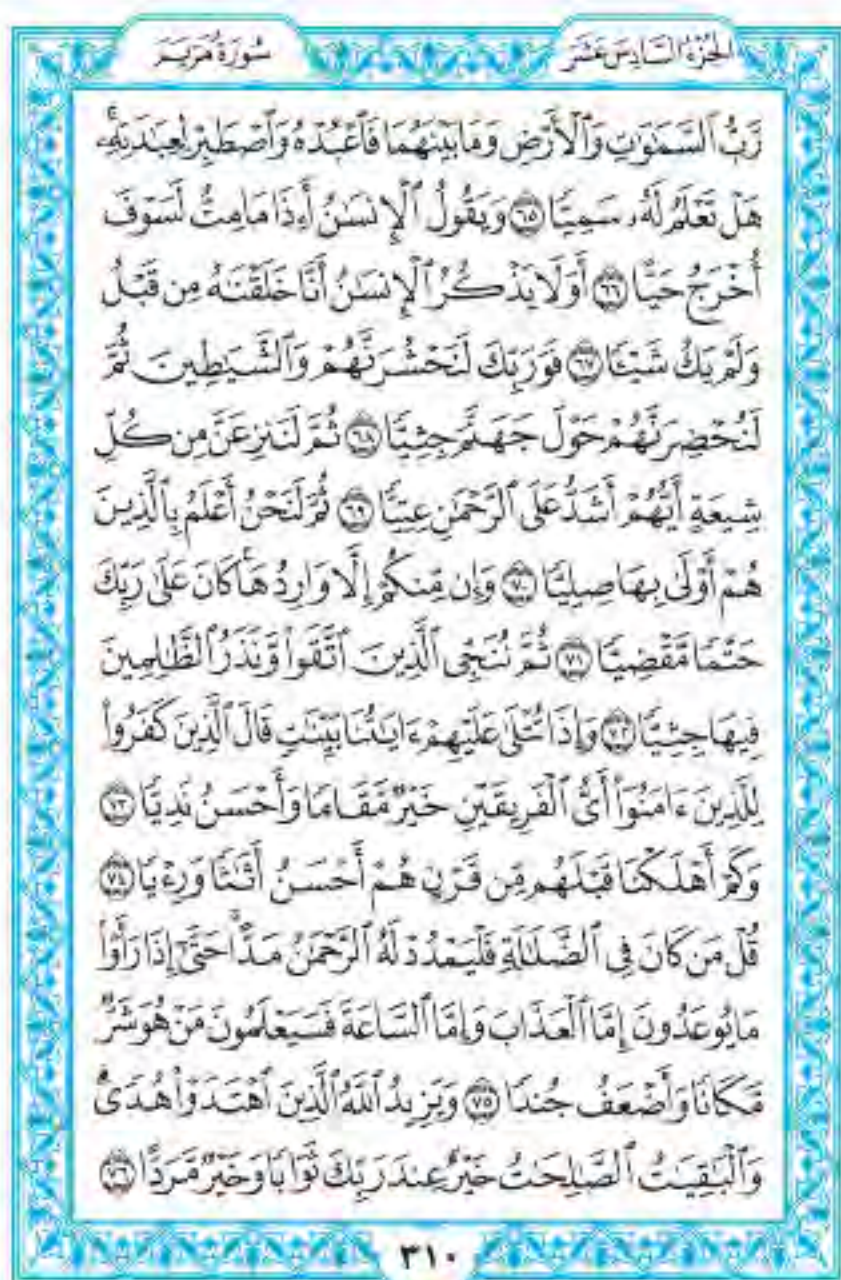 الجُزْءُ السَّادِسَ عَشَرَ
سُورَةُ مَرْيَم
رَّبُّ ٱلسَّمَٰوَٰتِ وَٱلْأَرْضِ وَمَا بَيْنَهُمَا فَٱعْبُدْهُ وَٱصْطَبِرْ لِعِبَٰدَتِهِۦۚ
هَلْ تَعْلَمُ لَهُۥ سَمِيًّا ٦٥ وَيَقُولُ ٱلْإِنسَٰنُ أَءِذَا مَا مِتُّ لَسَوْفَ
أُخْرَجُ حَيًّا ٦٦ أَوَلَا يَذْكُرُ ٱلْإِنسَٰنُ أَنَّا خَلَقْنَٰهُ مِن قَبْلُ
وَلَمْ يَكُ شَيْـًٔا ٦٧ فَوَرَبِّكَ لَنَحْشُرَنَّهُمْ وَٱلشَّيَٰطِينَ ثُمَّ
لَنُحْضِرَنَّهُمْ حَوْلَ جَهَنَّمَ جِثِيًّا ٦٨ ثُمَّ لَنَنزِعَنَّ مِن كُلِّ
شِيعَةٍ أَيُّهُمْ أَشَدُّ عَلَى ٱلرَّحْمَٰنِ عِتِيًّا ٦٩ ثُمَّ لَنَحْنُ أَعْلَمُ بِٱلَّذِينَ
هُمْ أَوْلَىٰ بِهَا صِلِيًّا ٧٠ وَإِن مِّنكُمْ إِلَّا وَارِدُهَاۚ كَانَ عَلَىٰ رَبِّكَ
حَتْمًا مَّقْضِيًّا ٧١ ثُمَّ نُنَجِّى ٱلَّذِينَ ٱتَّقَوا۟ وَّنَذَرُ ٱلظَّٰلِمِينَ
فِيهَا جِثِيًّا ٧٢ وَإِذَا تُتْلَىٰ عَلَيْهِمْ ءَايَٰتُنَا بَيِّنَٰتٍ قَالَ ٱلَّذِينَ كَفَرُوا۟
لِلَّذِينَ ءَامَنُوٓا۟ أَىُّ ٱلْفَرِيقَيْنِ خَيْرٌ مَّقَامًا وَأَحْسَنُ نَدِيًّا ٧٣
وَكَمْ أَهْلَكْنَا قَبْلَهُم مِّن قَرْنٍ هُمْ أَحْسَنُ أَثَٰثًا وَرِءْيًا ٧٤
قُلْ مَن كَانَ فِى ٱلضَّلَٰلَةِ فَلْيَمْدُدْ لَهُ ٱلرَّحْمَٰنُ مَدًّاۚ حَتَّىٰٓ إِذَا رَأَوْا۟
مَا يُوعَدُونَ إِمَّا ٱلْعَذَابَ وَإِمَّا ٱلسَّاعَةَ فَسَيَعْلَمُونَ مَنْ هُوَ شَرٌّ
مَّكَانًا وَأَضْعَفُ جُندًا ٧٥ وَيَزِيدُ ٱللَّهُ ٱلَّذِينَ ٱهْتَدَوْا۟ هُدًىۗ
وَٱلْبَٰقِيَٰتُ ٱلصَّٰلِحَٰتُ خَيْرٌ عِندَ رَبِّكَ ثَوَابًا وَخَيْرٌ مَّرَدًّا ٧٦
٣١٠